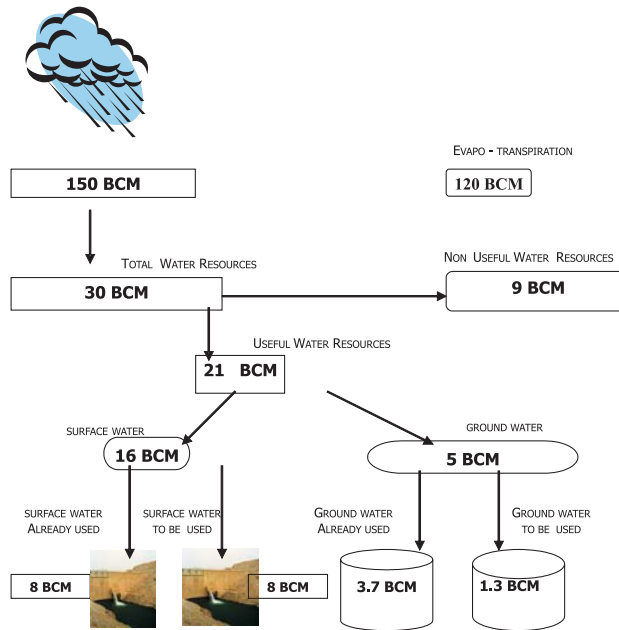 EVAPO - TRANSPIRATION
150 BCM
120 BCM
TOTAL WATER RESOURCES
NON USEFUL WATER RESOURCES
30 BCM
9 BCM
USEFUL WATER RESOURCES
21 BCM
SURFACE WATER
GROUND WATER
16 BCM
5 BCM
SURFACE WATER
ALREADY USED
SURFACE WATER
TO BE USED
GROUND WATER
ALREADY USED
GROUND WATER
TO BE USED
8 BCM
8 BCM
3.7 BCM
1.3 BCM